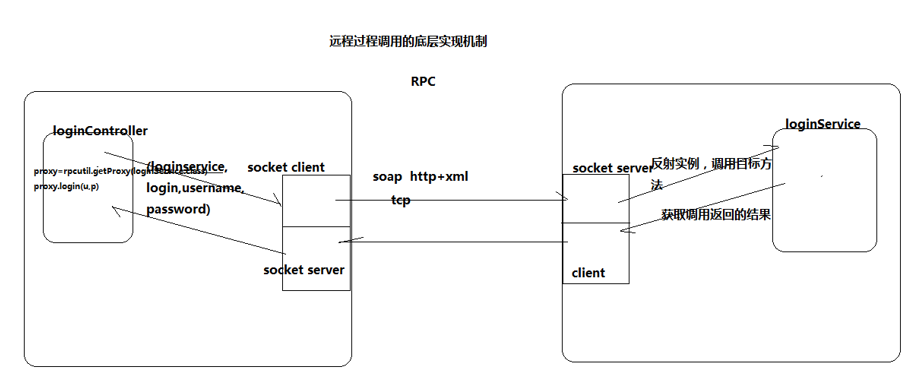 远程过程调用的底层实现机制
RPC
loginController
proxy=rpcutil.getProxy(loginService.class)
proxy.login(u,p)
(loginservice,
login,username,
password)
socket client
socket server
soap http+xml
tcp
socket server
client
反射实例，调用目标方
法
获取调用返回的结果
loginService